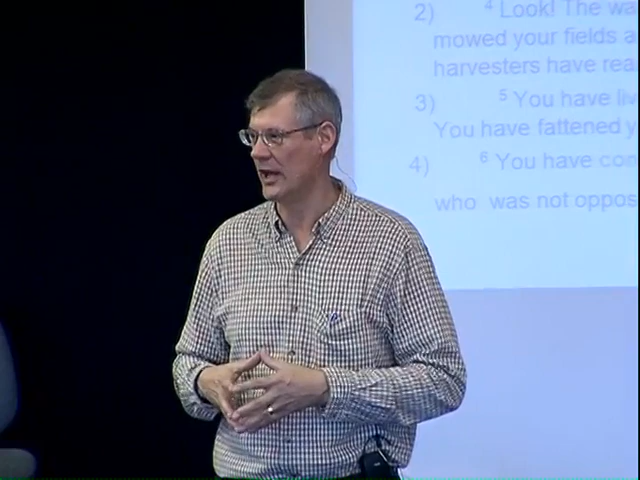 2) 4 Look! The wa
mowed your fields a
harvesters have rea
3) 5 You have liv
You have fattened y
4) 6 You have con
who was not oppos